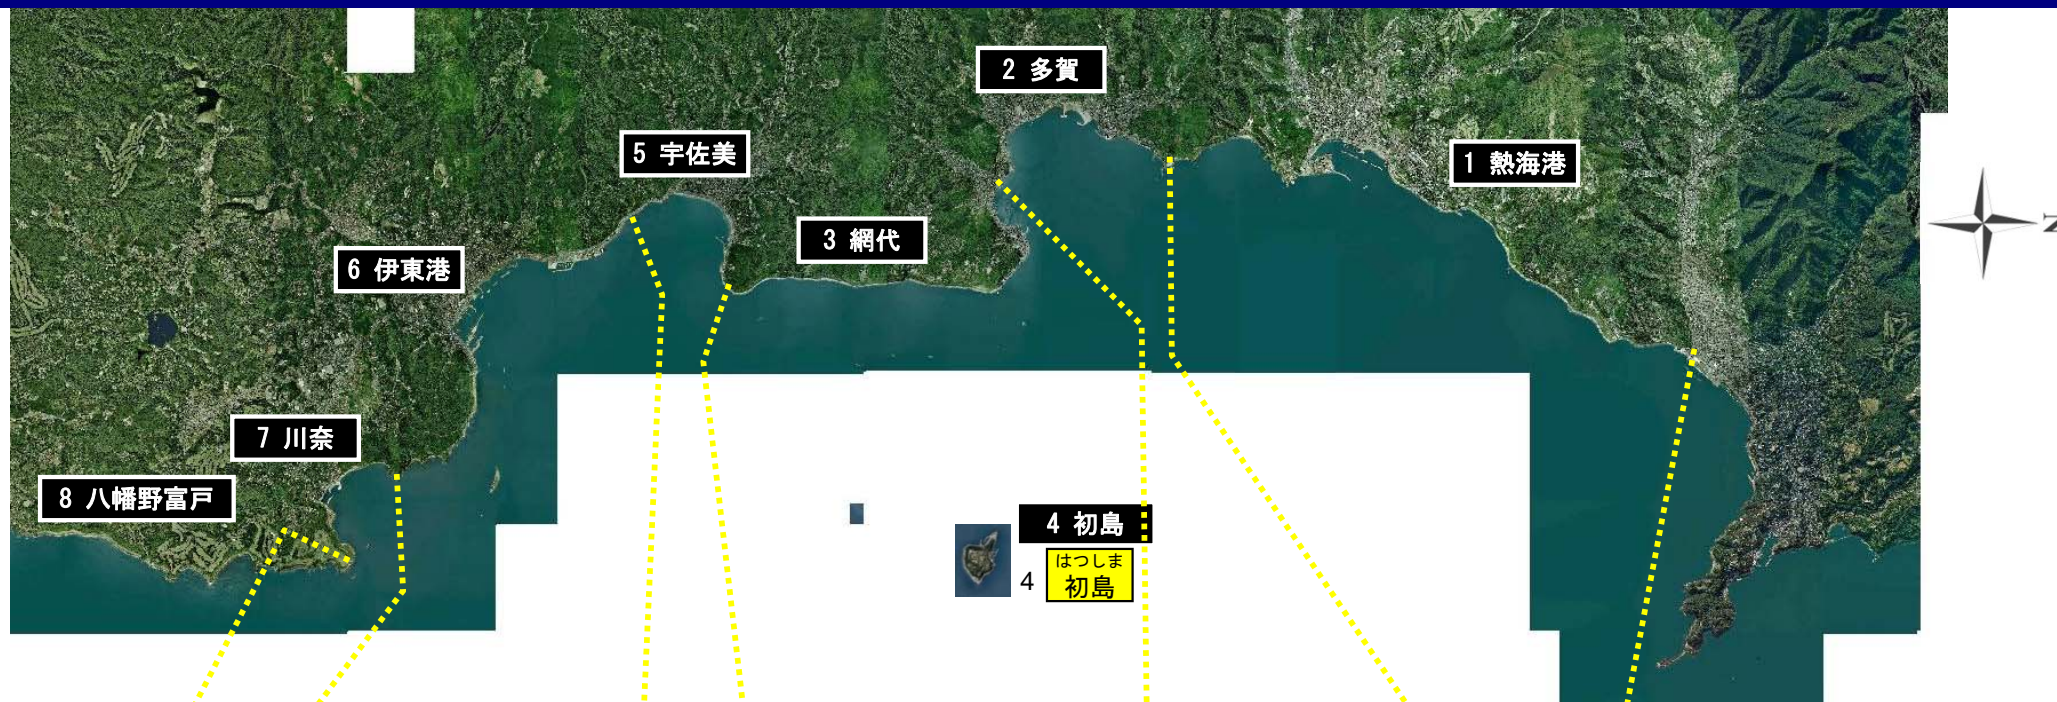 2 多賀
5 宇佐美
1 熱海港
3 網代
6 伊東港
N
7 川奈
8 八幡野富戸
4 初島
はつしま
4 初島